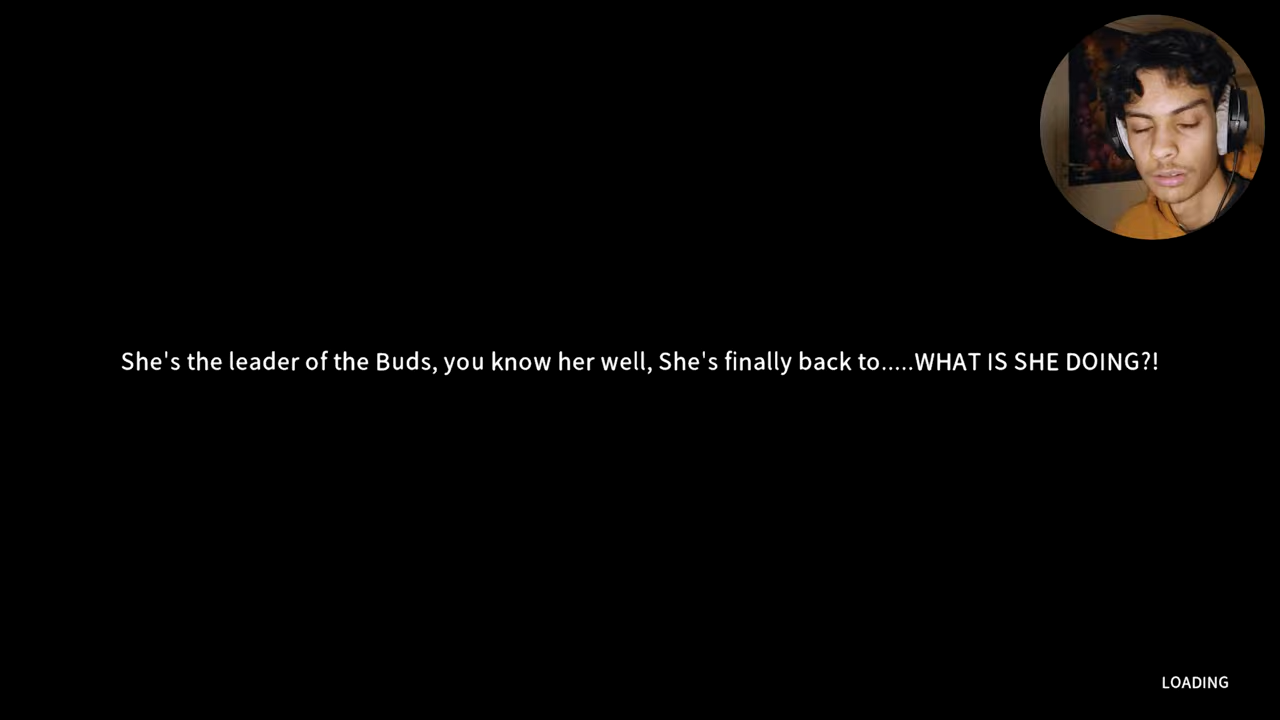 She's the leader of the Buds, you know her well, She's finally back to.....WHAT IS SHE DOING?!
LOADING